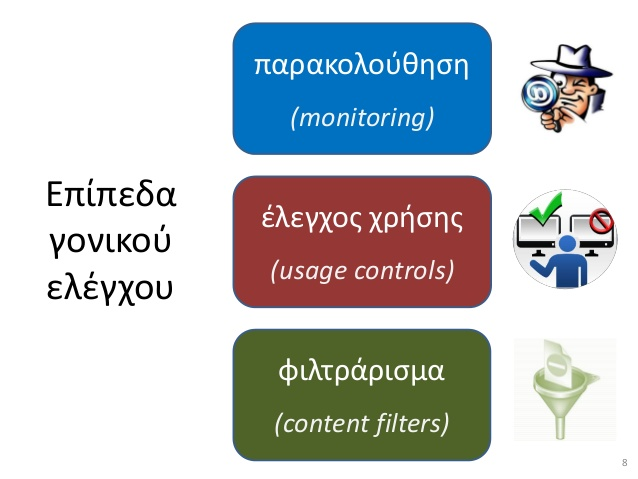 Επίπεδα
γονικού
ελέγχου
παρακολούθηση
(monitoring)
έλεγχος χρήσης
(usage controls)
φιλτράρισμα
(content filters)
8